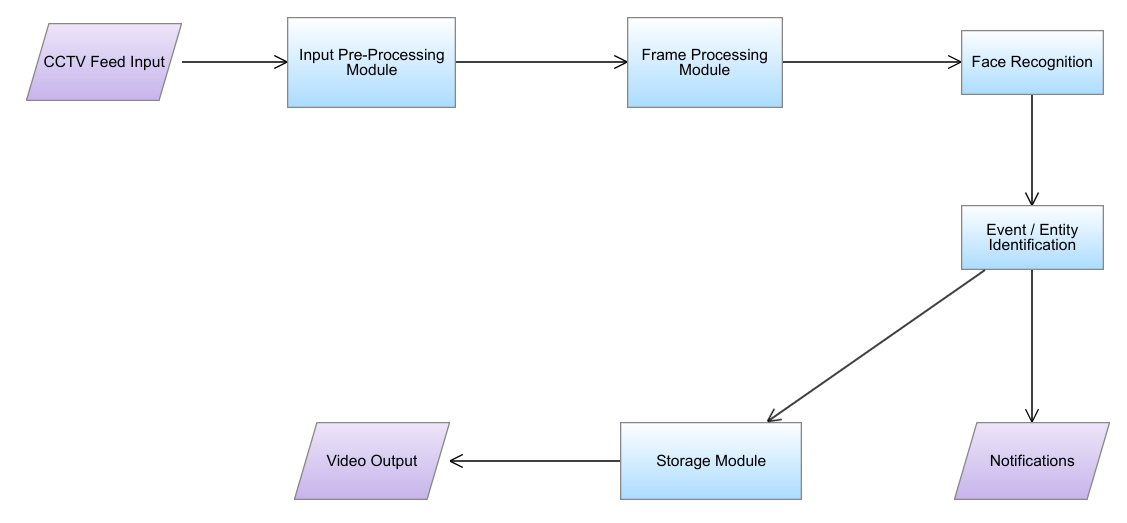 CCTV Feed Input
Input Pre-Processing
Module
Frame Processing
Module
Face Recognition
Event / Entity
Identification
Video Output
Storage Module
Notifications